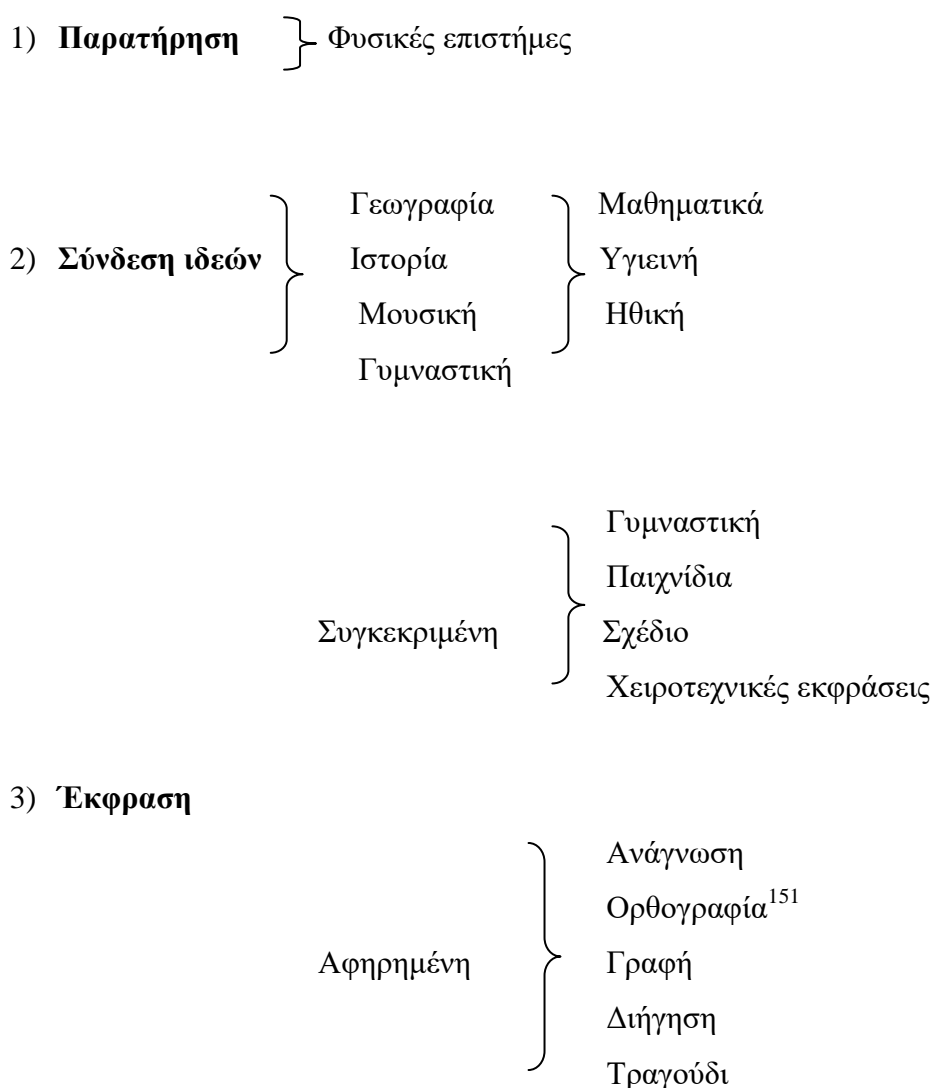 1) Παρατήρηση Φυσικές επιστήμες
Γεωγραφία Μαθηματικά
2) Σύνδεση ιδεών Ιστορία Υγιεινή
Μουσική Ηθική
Γυμναστική
Γυμναστική
Παιχνίδια
Συγκεκριμένη Σχέδιο
Χειροτεχνικές εκφράσεις
3) Έκφραση
Ανάγνωση
Ορθογραφία151
Αφηρημένη Γραφή
Διήγηση
Τραγούδι